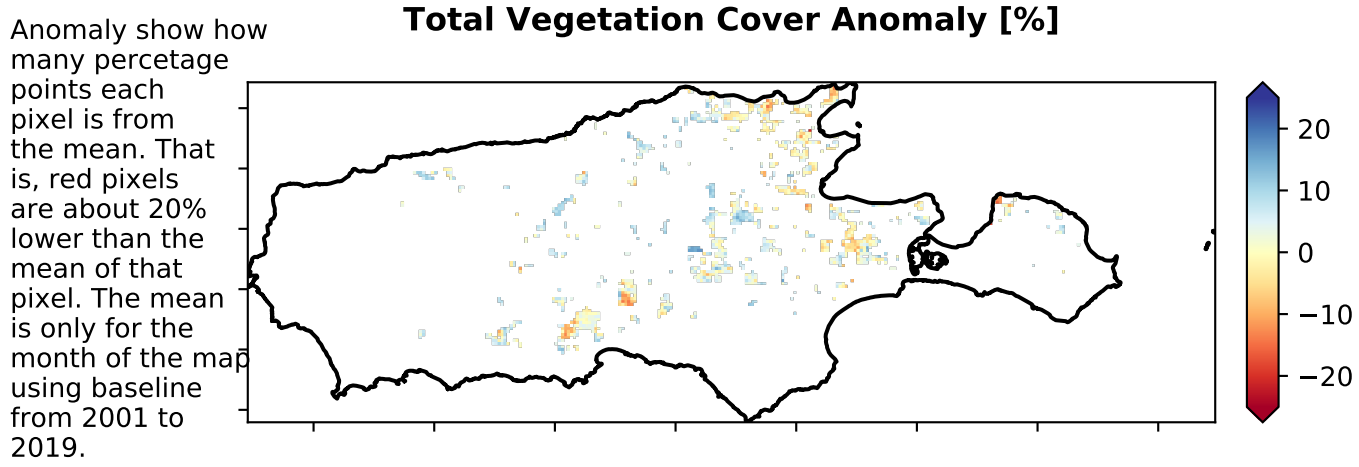 Total Vegetation Cover Anomaly [%]
Anomaly show how
many percetage
points each
pixel is from
the mean. That
is, red pixels
are about 20%
lower than the
mean of that
pixel. The mean
is only for the
month of the map
using baseline
from 2001 to
2019.
20
10
0
−10
−20